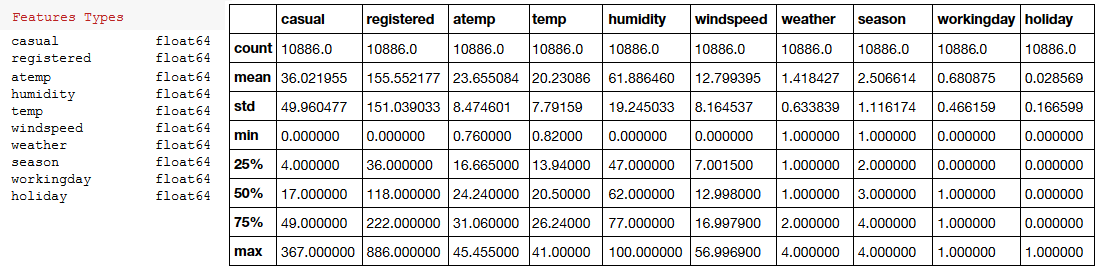 Features Types
casual float64
registered float64
atemp float64
humidity float64
temp float64
windspeed float64
weather float64
season float64
workingday float64
holiday float64
casual registered atemp temp humidity windspeed weather season workingday holiday
count 10886.0 10886.0 10886.0 10886.0 10886.0 10886.0 10886.0 10886.0 10886.0 10886.0
mean 36.021955 155.552177 23.655084 20.23086 61.886460 12.799395 1.418427 2.506614 0.680875 0.028569
std 49.960477 151.039033 8.474601 7.79159 19.245033 8.164537 0.633839 1.116174 0.466159 0.166599
min 0.000000 0.000000 0.760000 0.82000 0.000000 0.000000 1.000000 1.000000 0.000000 0.000000
25% 4.000000 36.000000 16.665000 13.94000 47.000000 7.001500 1.000000 2.000000 0.000000 0.000000
50% 17.000000 118.000000 24.240000 20.50000 62.000000 12.998000 1.000000 3.000000 1.000000 0.000000
75% 49.000000 222.000000 31.060000 26.24000 77.000000 16.997900 2.000000 4.000000 1.000000 0.000000
max 367.000000 886.000000 45.455000 41.00000 100.000000 56.996900 4.000000 4.000000 1.000000 1.000000